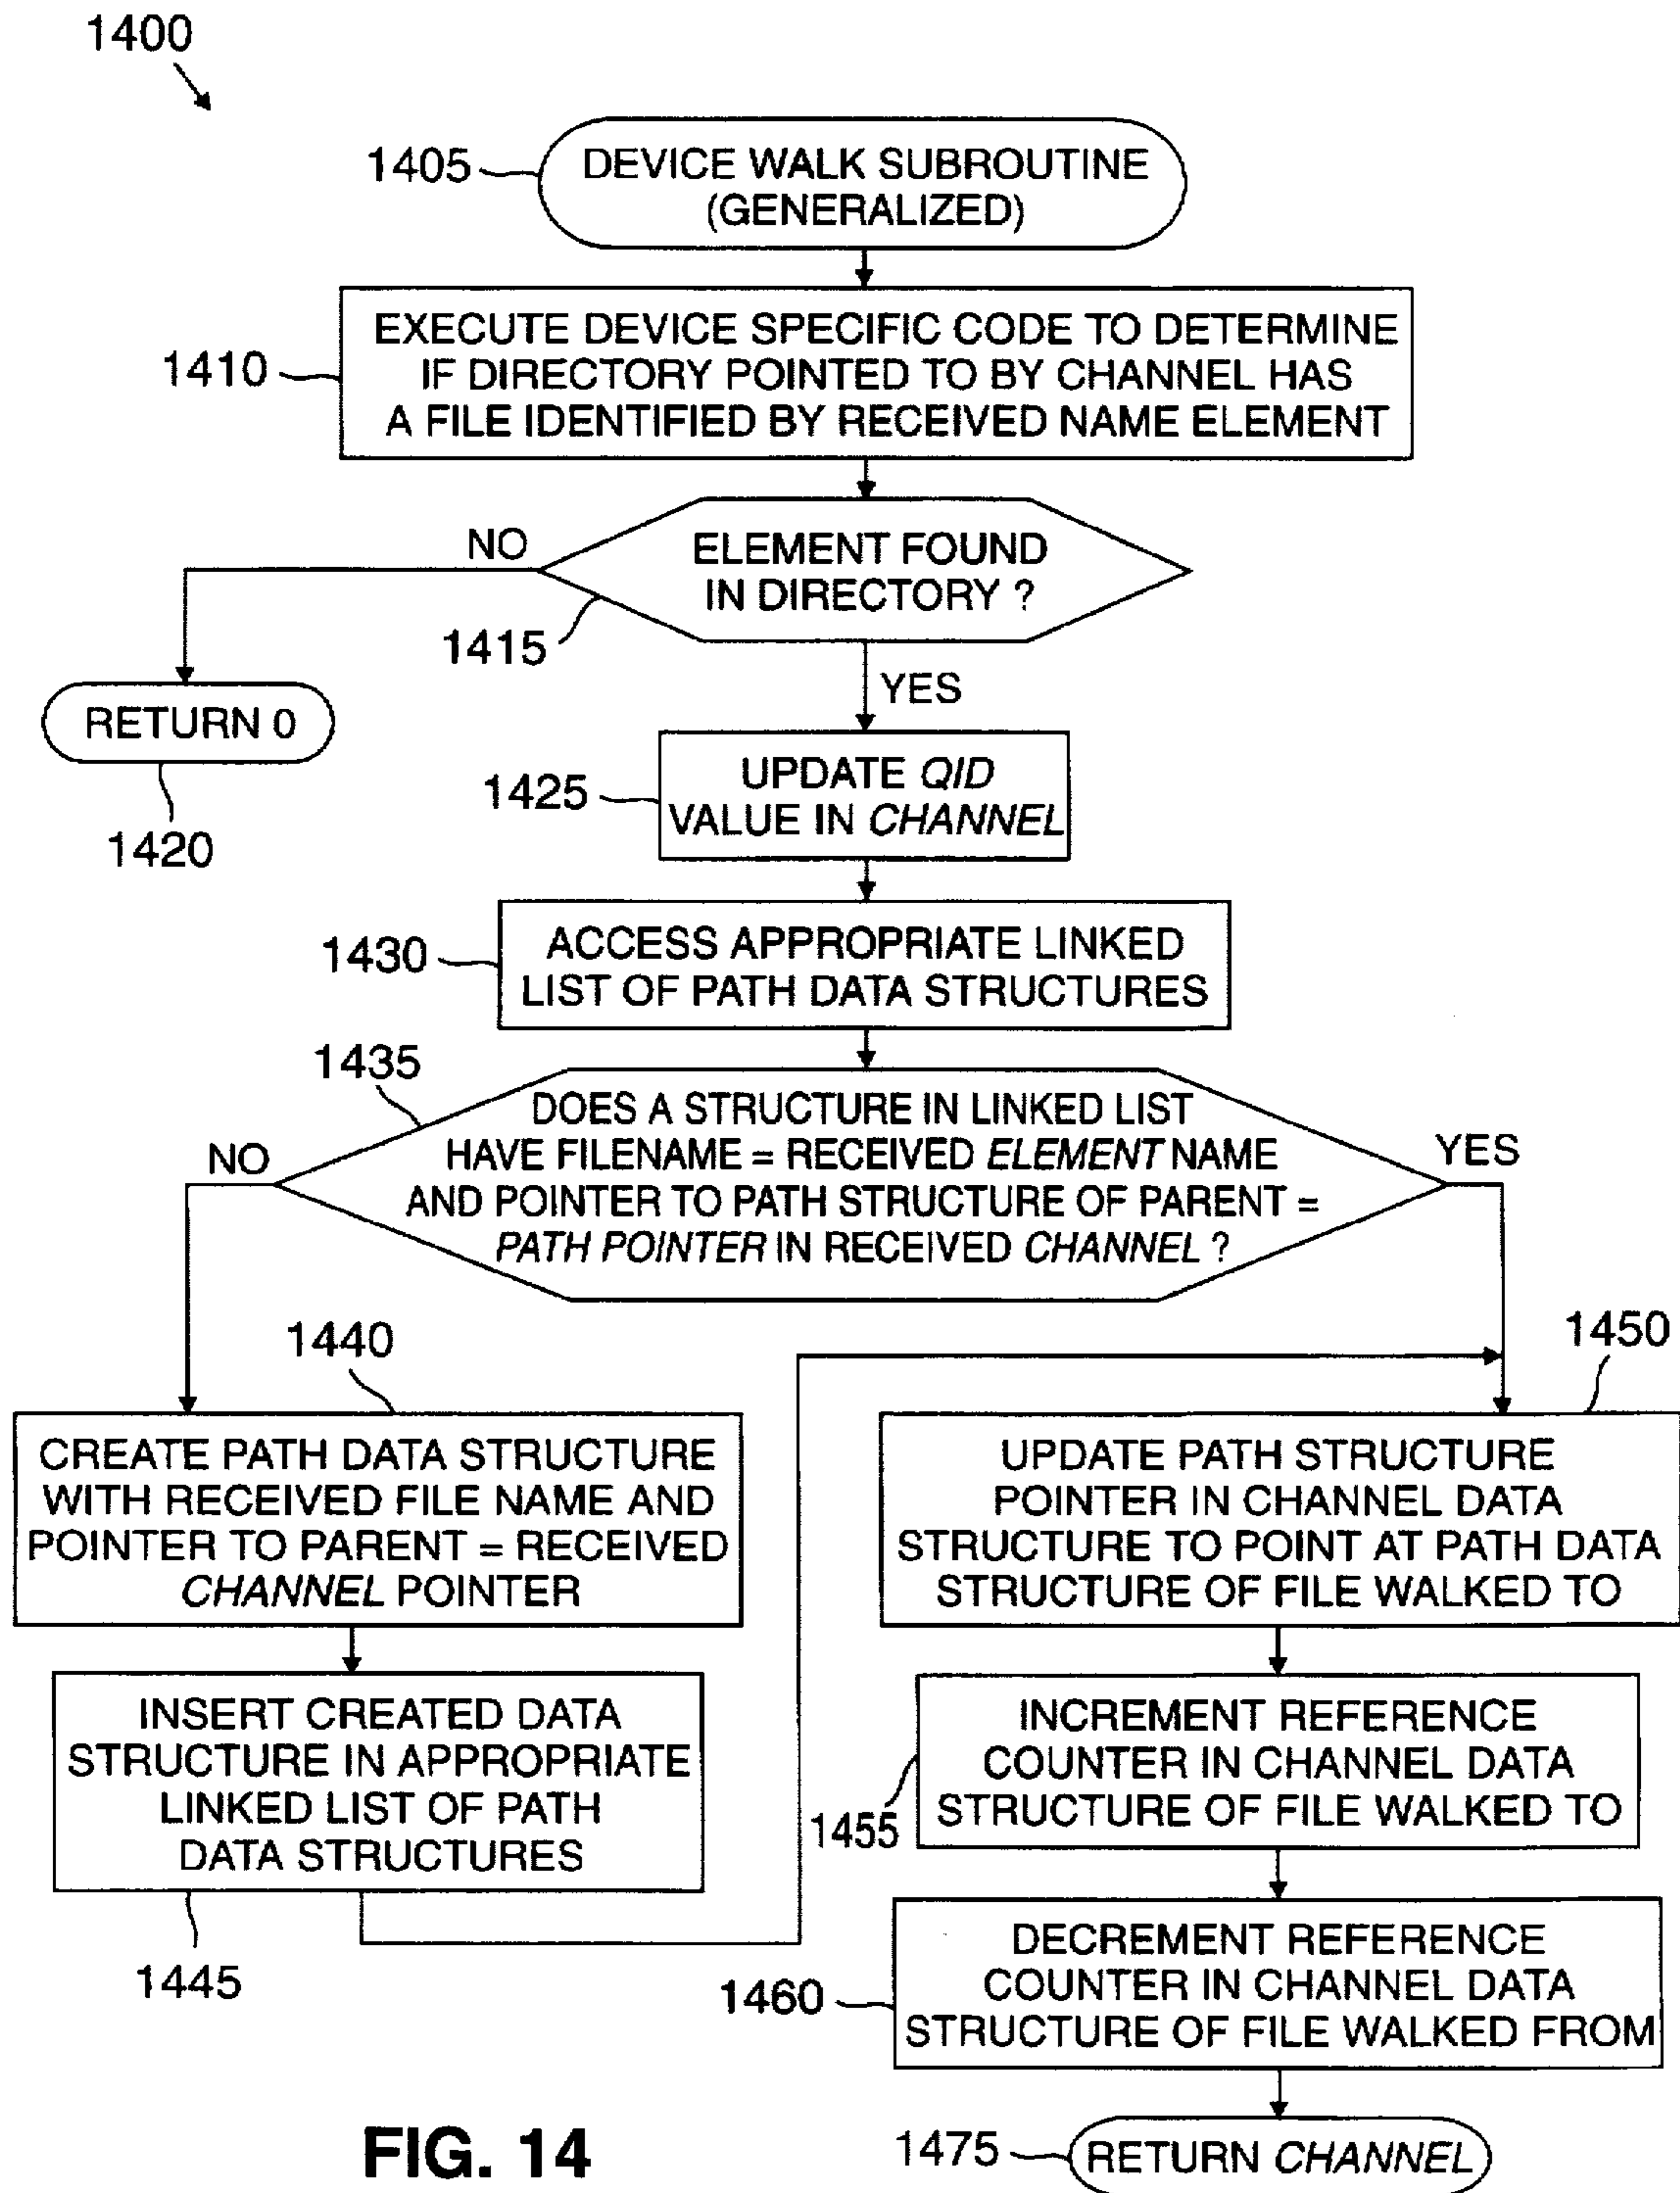 1400
1405
DEVICE WALK SUBROUTINE
(GENERALIZED)
1410
EXECUTE DEVICE SPECIFIC CODE TO DETERMINE
IF DIRECTORY POINTED TO BY CHANNEL HAS
A FILE IDENTIFIED BY RECEIVED NAME ELEMENT
NO
ELEMENT FOUND
IN DIRECTORY ?
1415
YES
RETURN 0
1420
1425
UPDATE QID
VALUE IN CHANNEL
1430
ACCESS APPROPRIATE LINKED
LIST OF PATH DATA STRUCTURES
1435
DOES A STRUCTURE IN LINKED LIST
HAVE FILENAME = RECEIVED ELEMENT NAME
AND POINTER TO PATH STRUCTURE OF PARENT =
PATH POINTER IN RECEIVED CHANNEL ?
NO
YES
1440
CREATE PATH DATA STRUCTURE
WITH RECEIVED FILE NAME AND
POINTER TO PARENT = RECEIVED
CHANNEL POINTER
INSERT CREATED DATA
STRUCTURE IN APPROPRIATE
LINKED LIST OF PATH
DATA STRUCTURES
1445
1450
UPDATE PATH STRUCTURE
POINTER IN CHANNEL DATA
STRUCTURE TO POINT AT PATH DATA
STRUCTURE OF FILE WALKED TO
INCREMENT REFERENCE
COUNTER IN CHANNEL DATA
STRUCTURE OF FILE WALKED TO
1455
DECREMENT REFERENCE
COUNTER IN CHANNEL DATA
STRUCTURE OF FILE WALKED FROM
1460
1475
RETURN CHANNEL
FIG. 14